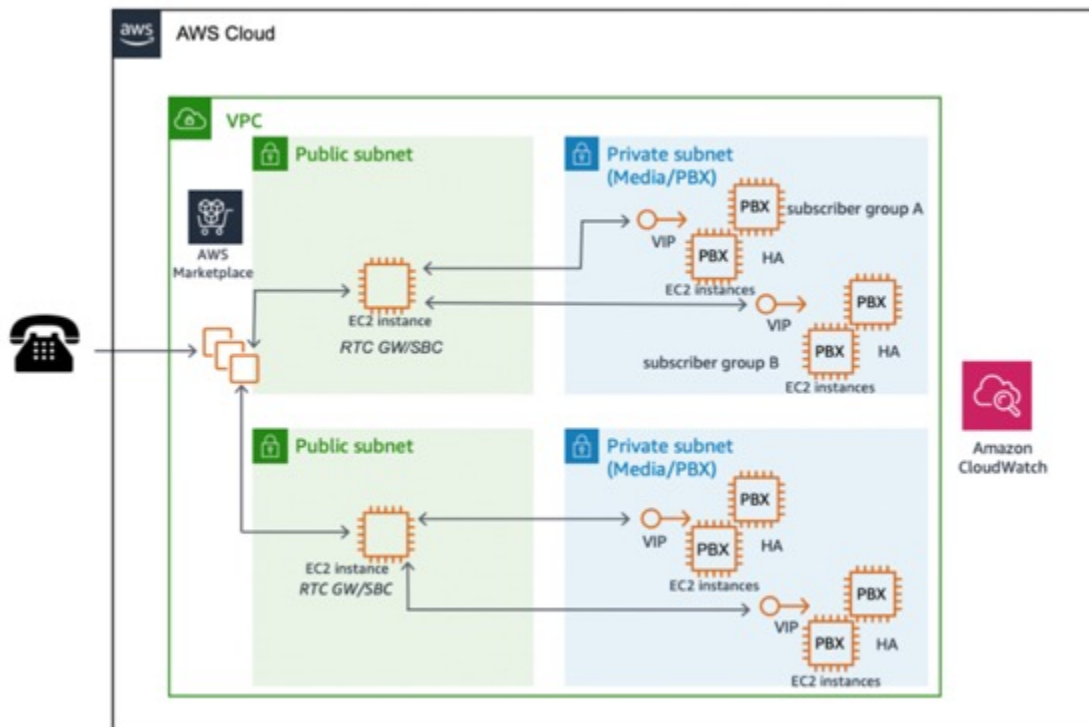 aws
AWS Cloud
VPC
Public subnet
Private subnet
(Media/PBX)
PBX
subscriber group A
AWS
Marketplace
VIP
PBX
HA
EC2 instances
EC2 instance
RTC GW/SBC
PBX
VIP
PBX
HA
subscriber group B
EC2 instances
Public subnet
Private subnet
(Media/PBX)
Amazon
CloudWatch
PBX
VIP
PBX
HA
EC2 instance
RTC GW/SBC
EC2 instances
PBX
VIP
PBX
HA
EC2 instances